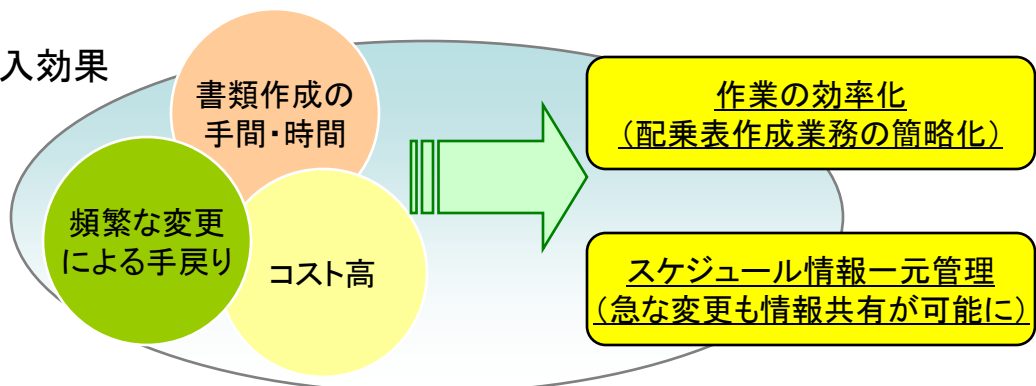 入効果
書類作成の
手間・時間
頻繁な変更
による手戻り
コスト高
作業の効率化
（配乗表作成業務の簡略化）
スケジュール情報一元管理
（急な変更も情報共有が可能に）